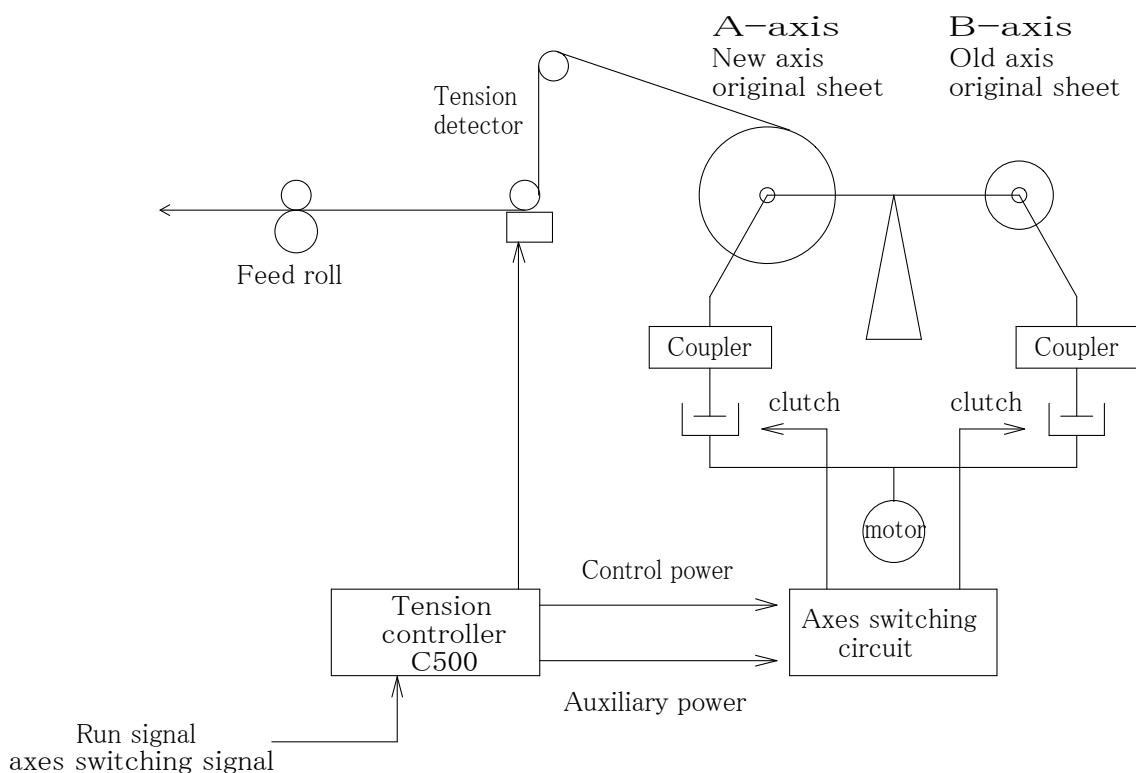 A-axis
New axis
original sheet
B-axis
Old axis
original sheet
Tension
detector
Feed roll
Coupler
Coupler
clutch
clutch
motor
Control power
Tension
controller
C500
Axes switching
circuit
Auxiliary power
Run signal
axes switching signal